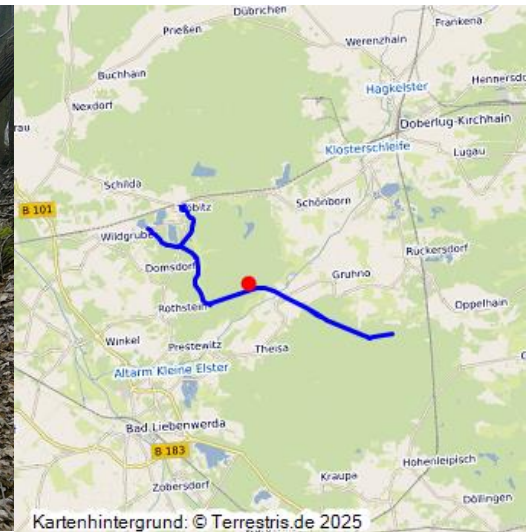 Dübrichen
Frankena
Prießen
Werenzhain
Buchhain
Hennersdo
Hagkelster
Nexdorf
Doberlug-Kirchhain
rau
Klosterschleife
Lugau
Schilda
öbitz
Schönborn
B 101
Wildgrube
Rückersdorf
Domsdorf
Gruhno
Oppelhain
Rothstein
Winkel
Prestewitz
Theisa
Altarm Kleine Elster
Bad Liebenwerda
B 183
Hohenleipisch
Kraupa
Zobersdorf
Döllingen
Kartenhintergrund: © Terrestris.de 2025